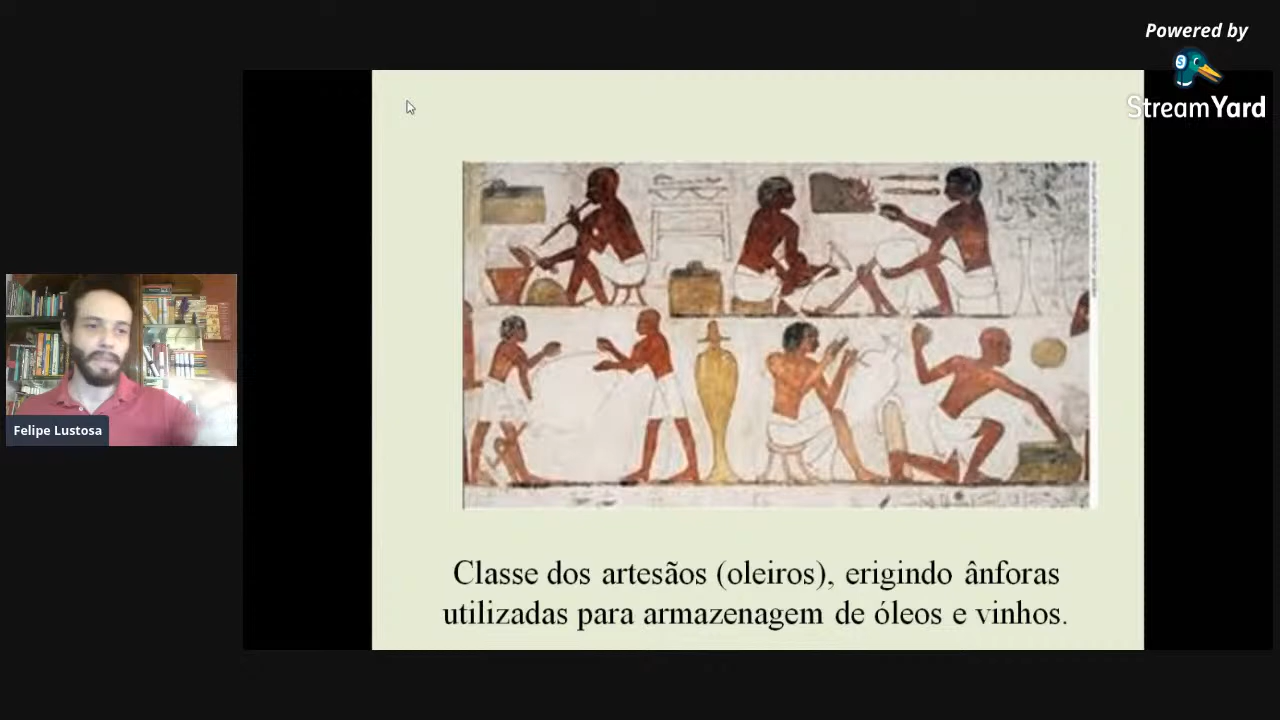 Powered by
StreamYard
Felipe Lustosa
Classe dos artesãos (oleiros), erigindo ânforas
utilizadas para armazenagem de óleos e vinhos.